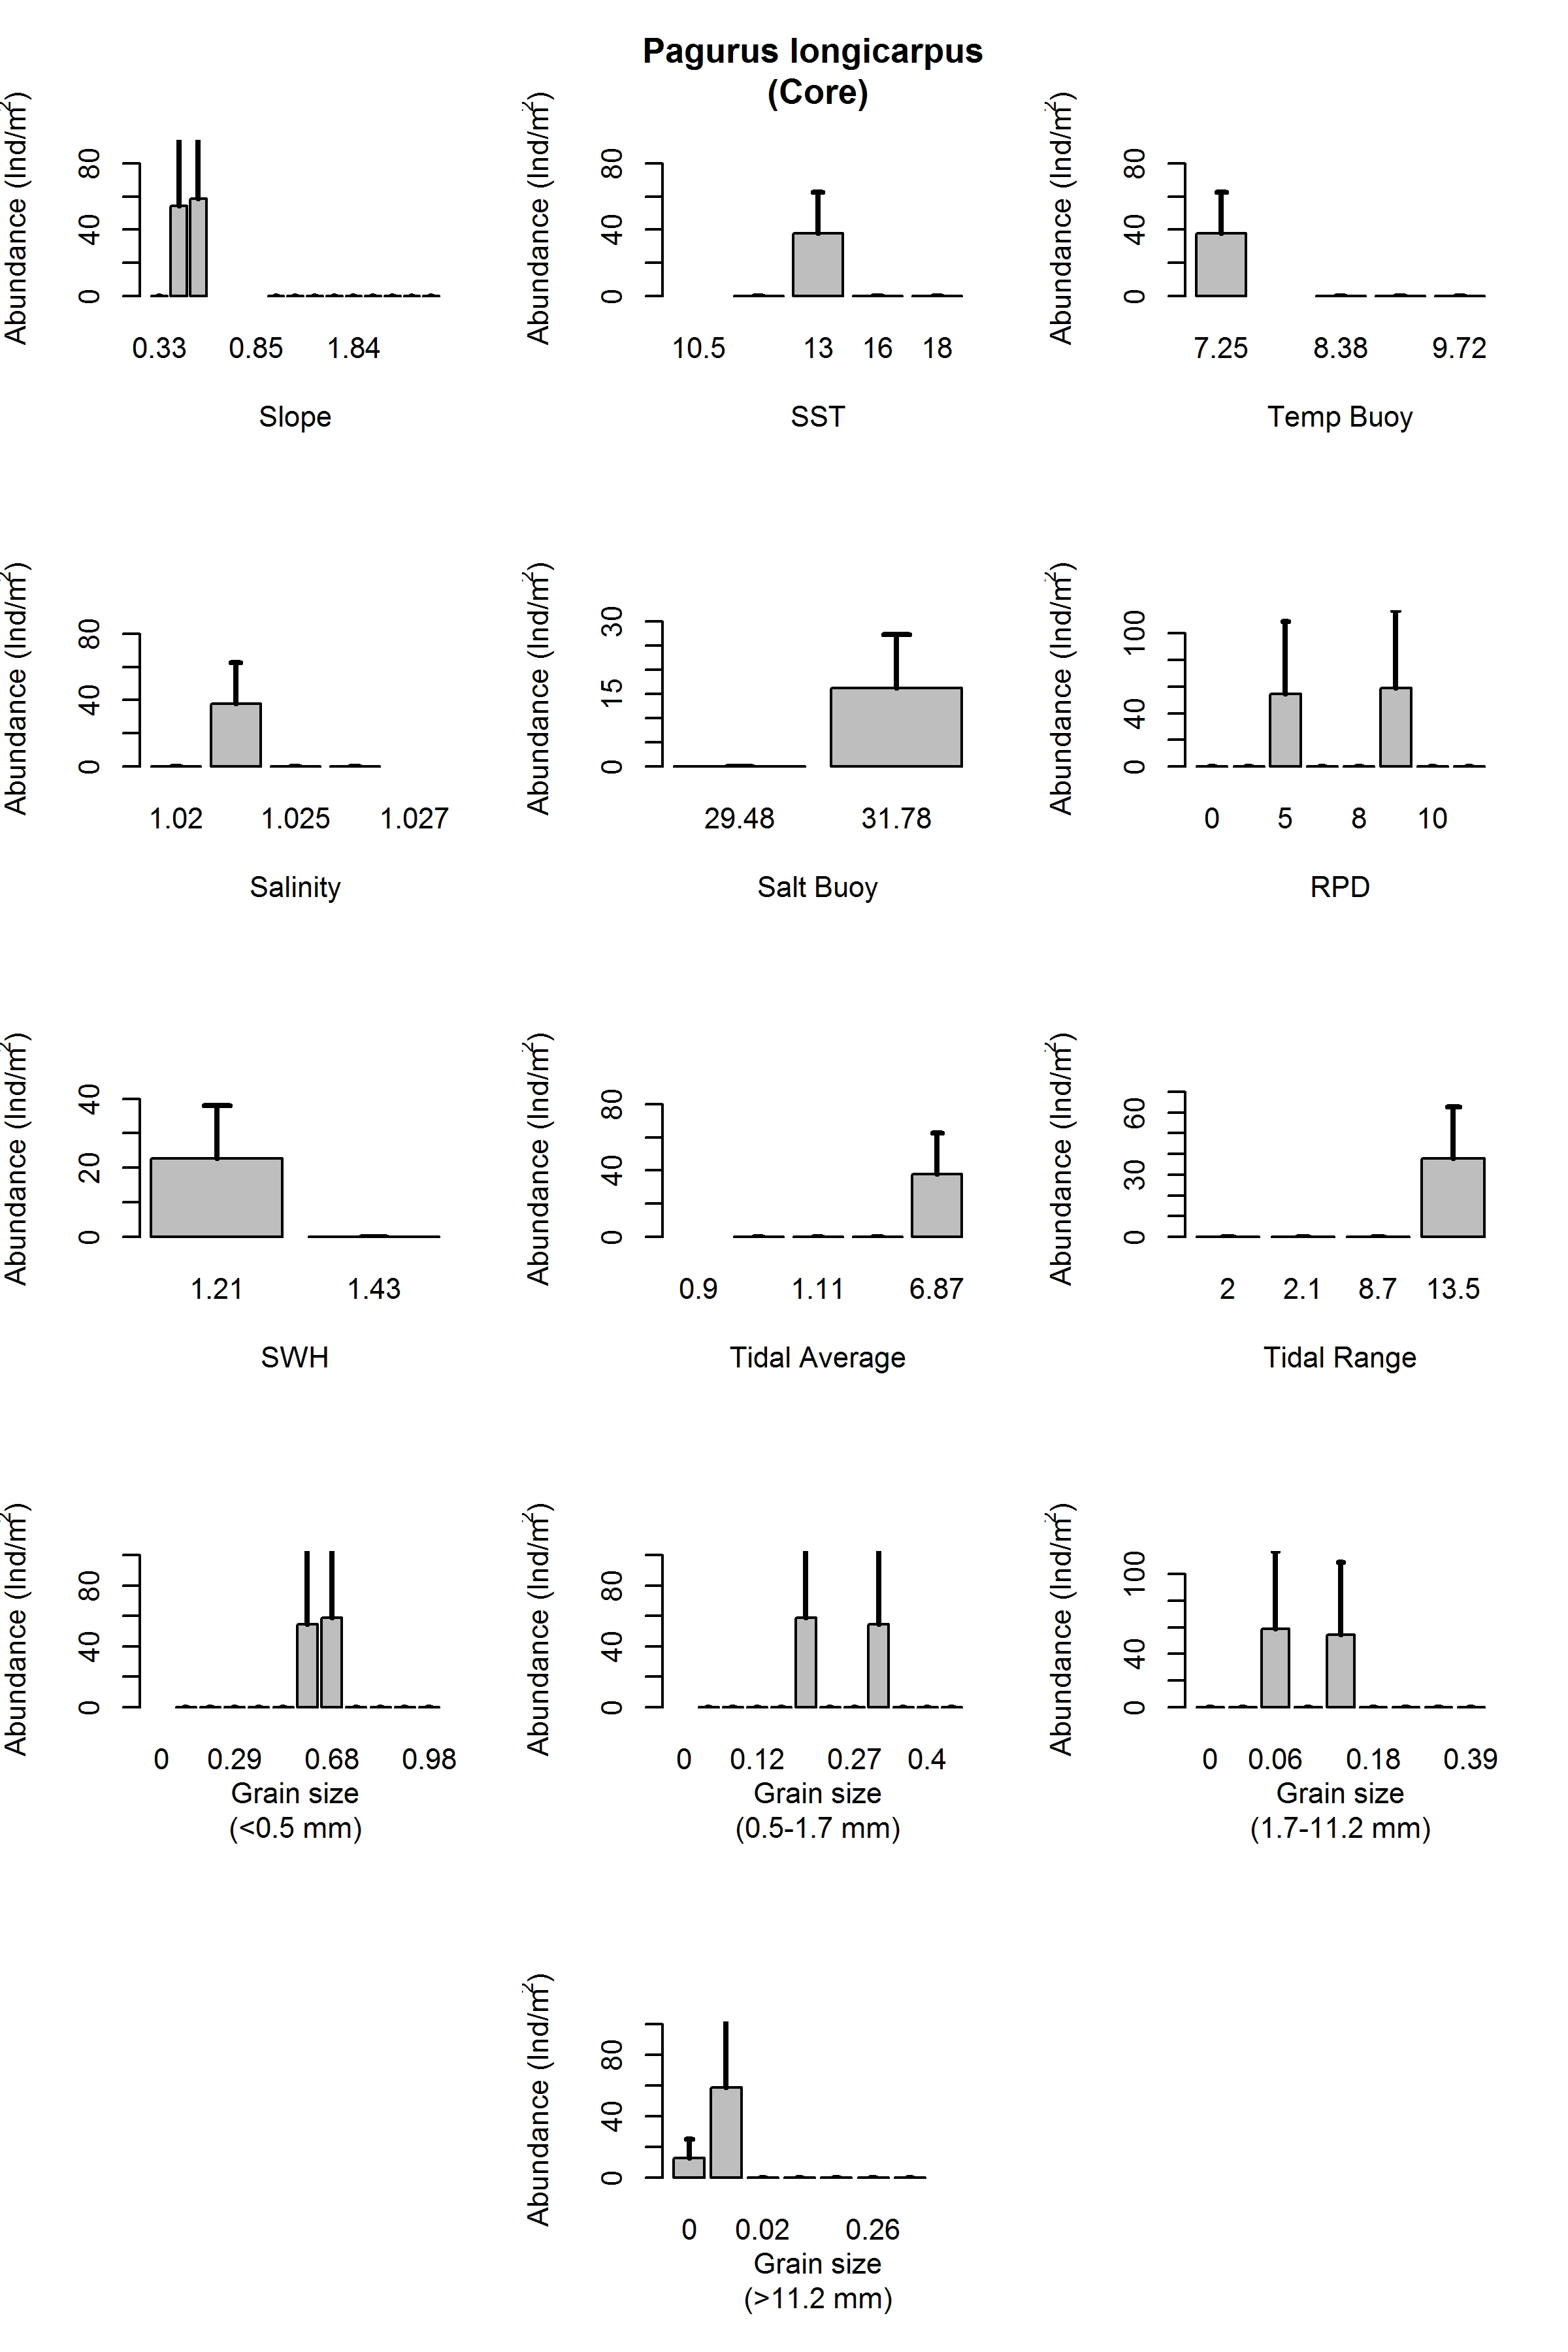 Pagurus longicarpus
(Core)
Abundance (Ind/m²)
0 40 80
0.33 0.85 1.84
Slope
Abundance (Ind/m²)
0 40 80
10.5 13 16 18
SST
Abundance (Ind/m²)
0 40 80
7.25 8.38 9.72
Temp Buoy
Abundance (Ind/m²)
0 40 80
1.02 1.025 1.027
Salinity
Abundance (Ind/m²)
0 15 30
29.48 31.78
Salt Buoy
Abundance (Ind/m²)
0 40 100
0 5 8 10
RPD
Abundance (Ind/m²)
0 20 40
1.21 1.43
SWH
Abundance (Ind/m²)
0 40 80
0.9 1.11 6.87
Tidal Average
Abundance (Ind/m²)
0 30 60
2 2.1 8.7 13.5
Tidal Range
Abundance (Ind/m²)
0 40 80
0 0.29 0.68 0.98
Grain size
(<0.5 mm)
Abundance (Ind/m²)
0 40 80
0 0.12 0.27 0.4
Grain size
(0.5-1.7 mm)
Abundance (Ind/m²)
0 40 100
0 0.06 0.18 0.39
Grain size
(1.7-11.2 mm)
Abundance (Ind/m²)
0 40 80
0 0.02 0.26
Grain size
(>11.2 mm)